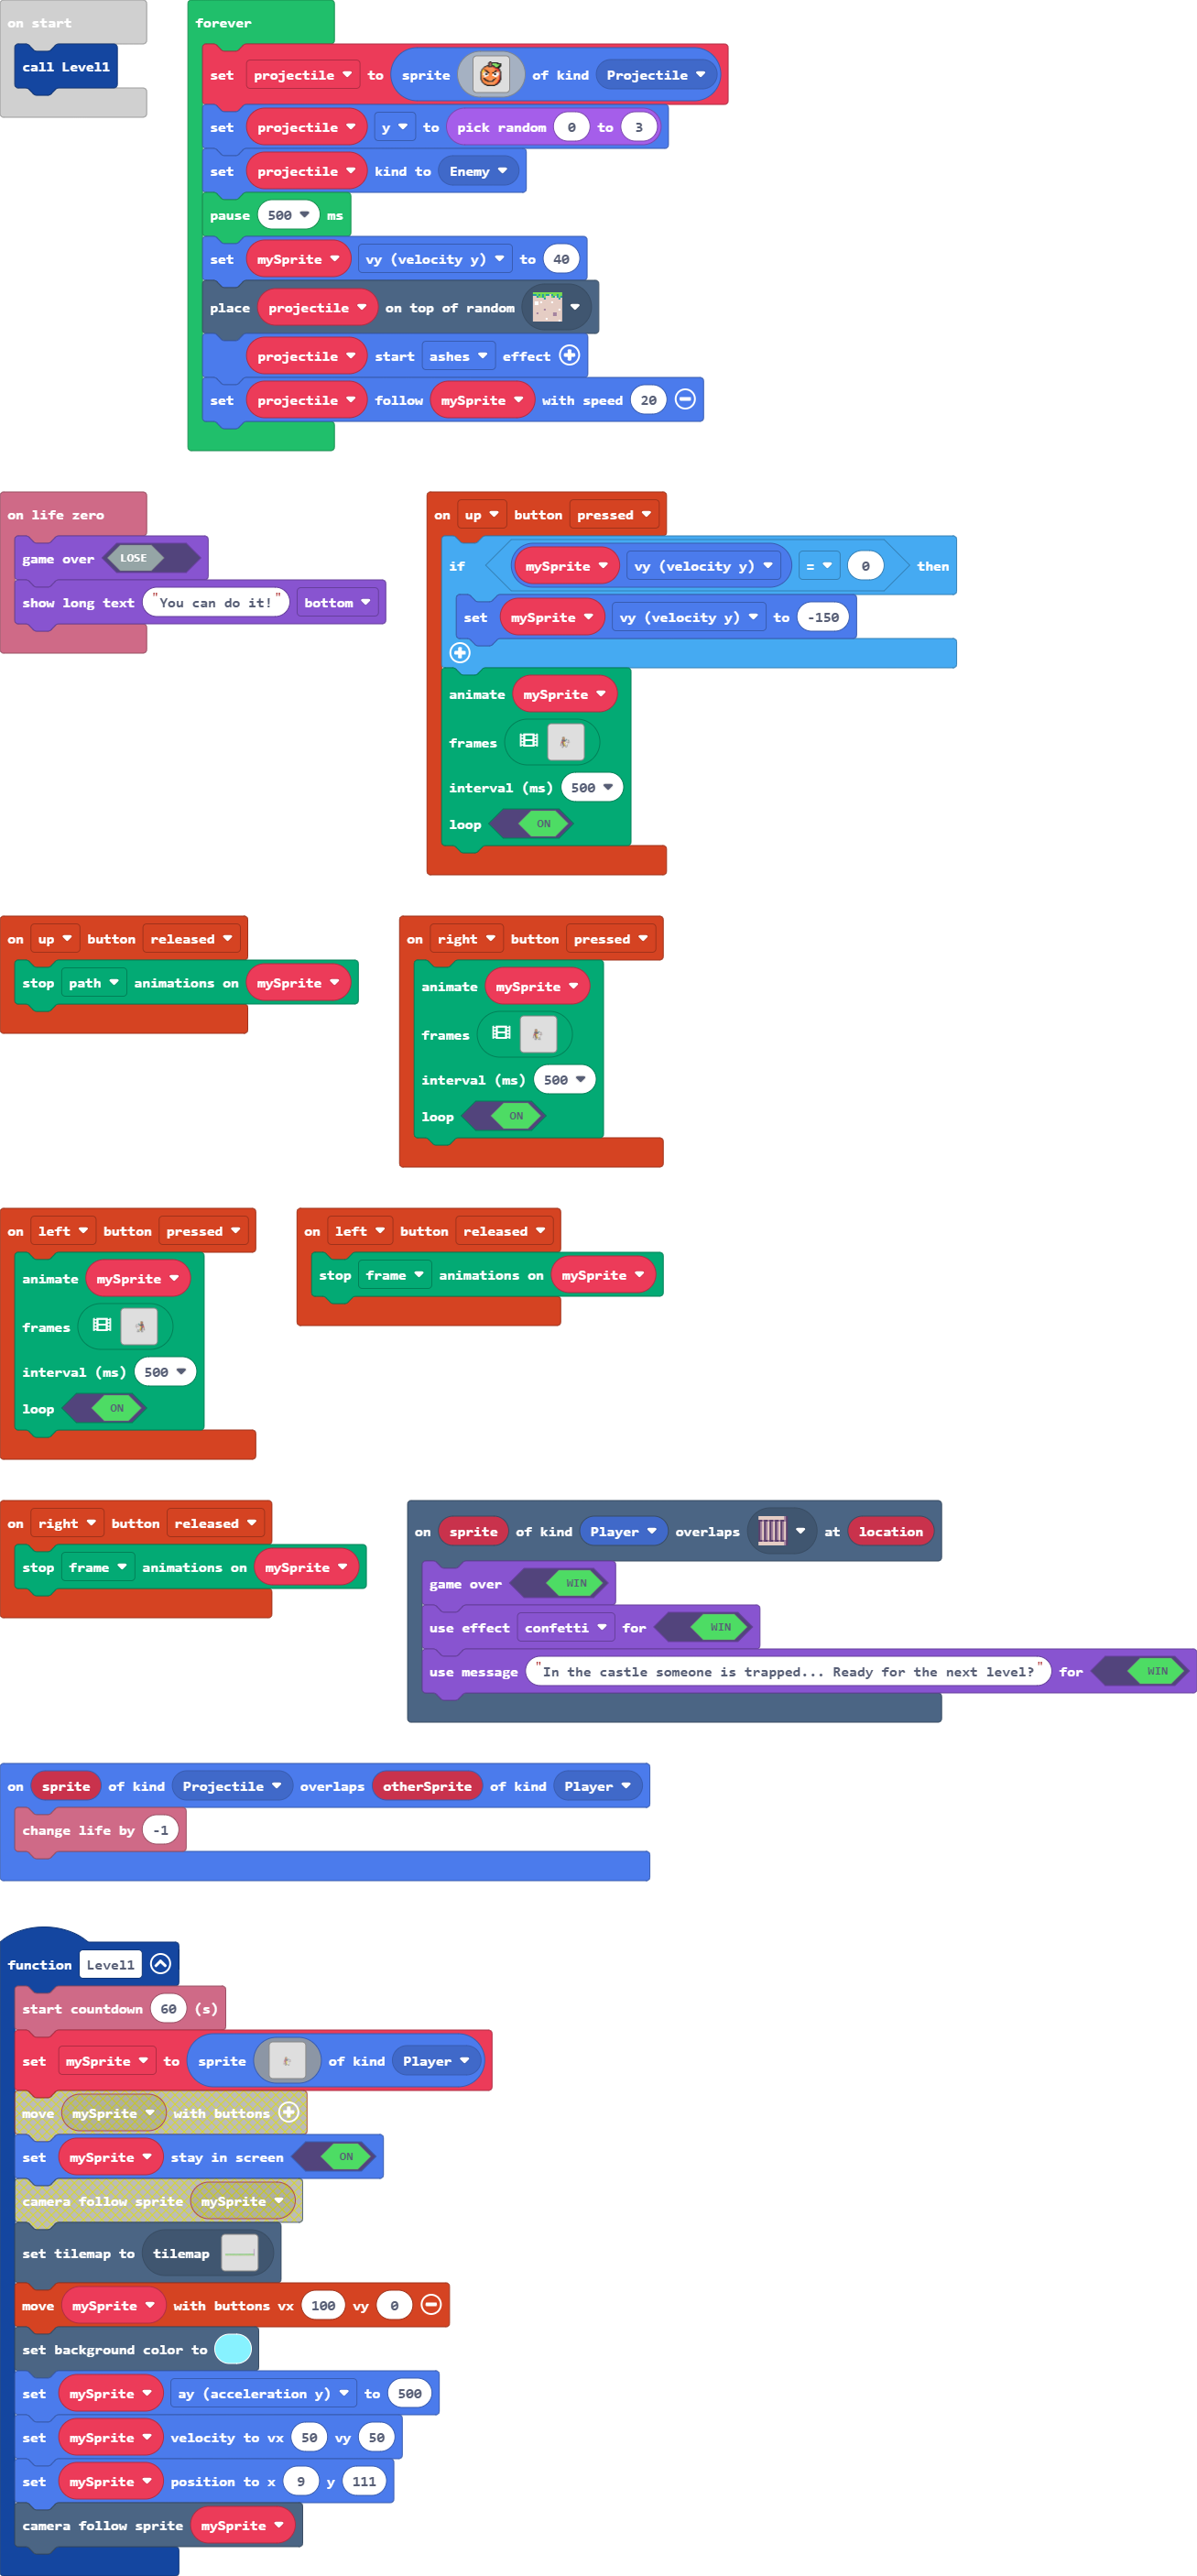 on start
call Level1
forever
set projectile to sprite of kind Projectile
set projectile y to pick random 0 to 3
set projectile kind to Enemy
pause 500 ms
set mySprite vy (velocity y) to 40
place projectile on top of random
projectile start ashes effect
set projectile follow mySprite with speed 20
on life zero
game over LOSE
show long text "You can do it!" bottom
on up button pressed
if mySprite vy (velocity y) = 0 then
set mySprite vy (velocity y) to -150
animate mySprite
frames
interval (ms) 500
loop ON
on up button released
stop path animations on mySprite
on right button pressed
animate mySprite
frames
interval (ms) 500
loop ON
on left button pressed
animate mySprite
frames
interval (ms) 500
loop ON
on left button released
stop frame animations on mySprite
on right button released
stop frame animations on mySprite
on sprite of kind Player overlaps at location
game over WIN
use effect confetti for WIN
use message "In the castle someone is trapped... Ready for the next level?" for WIN
on sprite of kind Projectile overlaps otherSprite of kind Player
change life by -1
function Level1
start countdown 60 (s)
set mySprite to sprite of kind Player
move mySprite with buttons
set mySprite stay in screen ON
camera follow sprite mySprite
set tilemap to tilemap
move mySprite with buttons vx 100 vy 0
set background color to
set mySprite ay (acceleration y) to 500
set mySprite velocity to vx 50 vy 50
set mySprite position to x 9 y 111
camera follow sprite mySprite